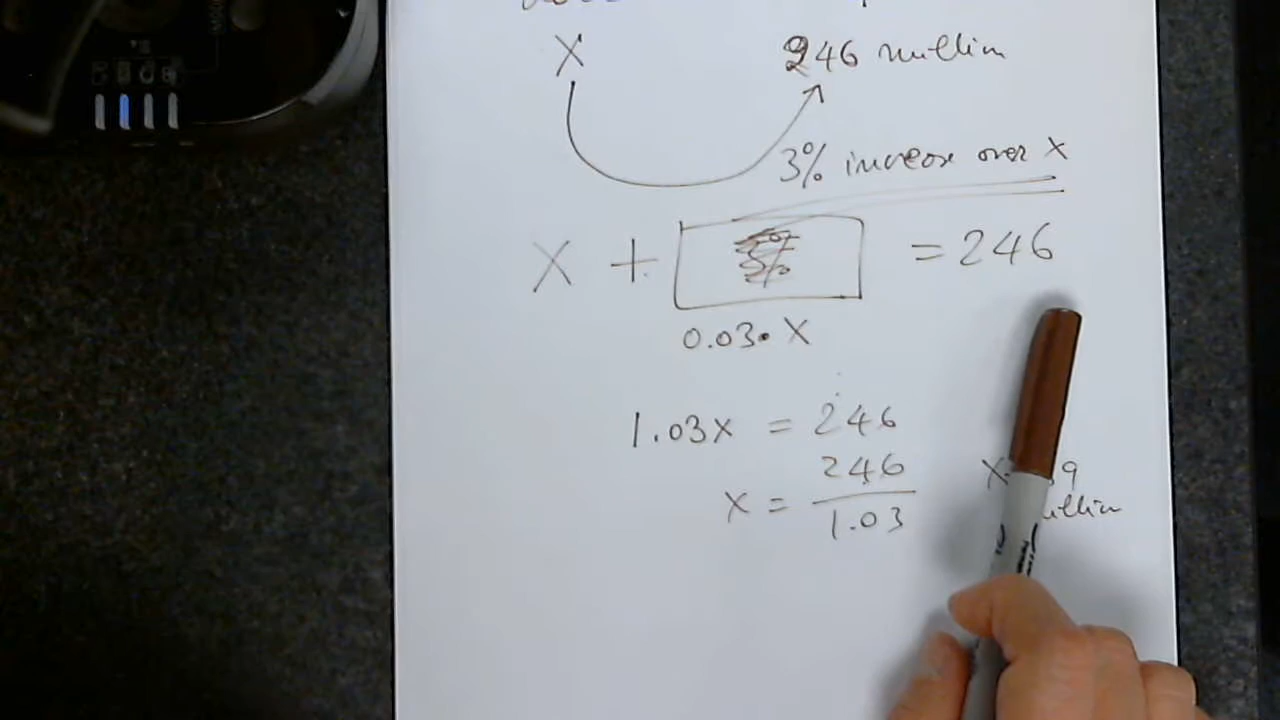 X 246 million
3% increase over X
X + = 246
0.03 • X
1.03x = 246
x = 246
1.03